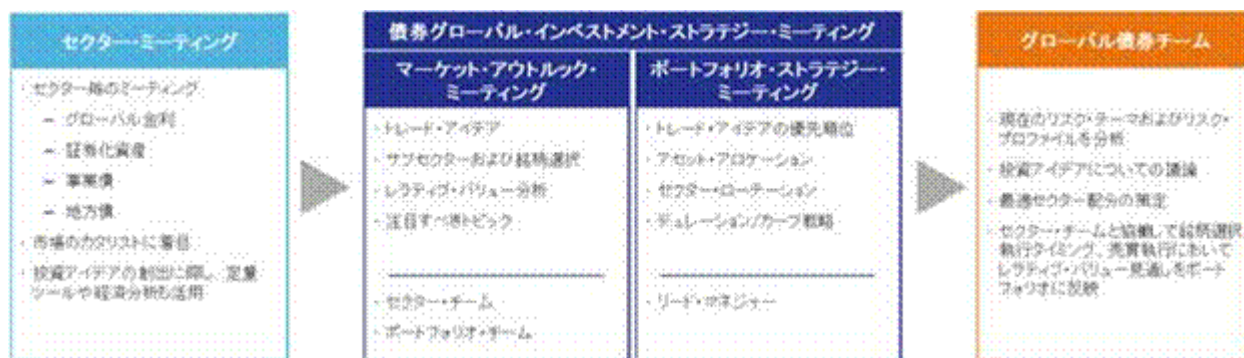 セクター・ミーティング
・セクター毎のミーティング
– グローバル金利
– 証券化資産
– 事業債
– 地方債
・市場のカタリストに着目
・投資アイデアの創出に際し、定量
ツールや経済分析も活用
債券グローバル・インベストメント・ストラテジー・ミーティング
マーケット・アウトルック・
ミーティング
・トレード・アイデア
・サブセクターおよび銘柄選択
・レラティブ・バリュー分析
・注目すべきトピック
・セクター・チーム
・ポートフォリオ・チーム
ポートフォリオ・ストラテジー・
ミーティング
・トレード・アイデアの優先順位
・アセット・アロケーション
・セクター・ローテーション
・デュレーション/カーブ戦略
・リード・マネジャー
グローバル債券チーム
・現在のリスク・テーマおよびリスク・
プロファイルを分析
・投資アイデアについての議論
・最適セクター配分の策定
・セクター・チームと協働して銘柄選択
執行タイミング、売買執行において
レラティブ・バリュー見通しをポート
フォリオに反映